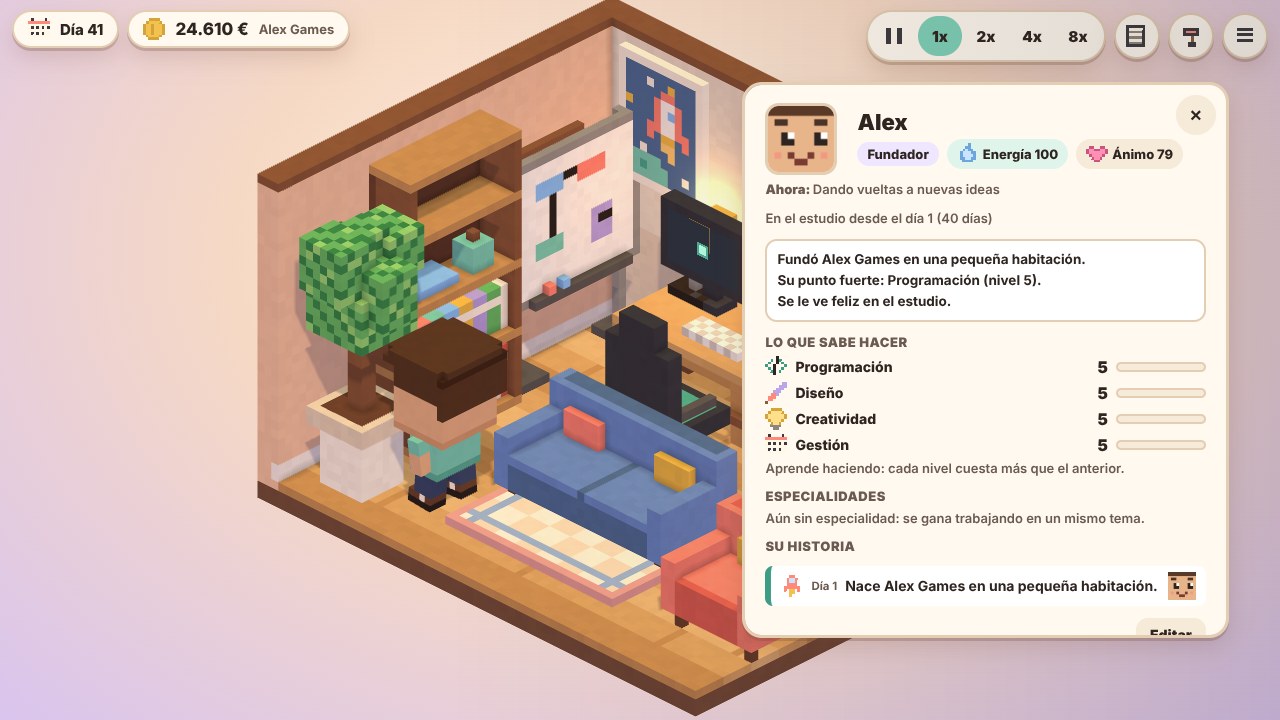 Día 41
24.610 € Alex Games
1x 2x 4x 8x
Alex
Fundador Energía 100 Ánimo 79
Ahora: Dando vueltas a nuevas ideas
En el estudio desde el día 1 (40 días)
Fundó Alex Games en una pequeña habitación.
Su punto fuerte: Programación (nivel 5).
Se le ve feliz en el estudio.
LO QUE SABE HACER
Programación 5
Diseño 5
Creatividad 5
Gestión 5
Aprende haciendo: cada nivel cuesta más que el anterior.
ESPECIALIDADES
Aún sin especialidad: se gana trabajando en un mismo tema.
SU HISTORIA
Día 1 Nace Alex Games en una pequeña habitación.
Editar